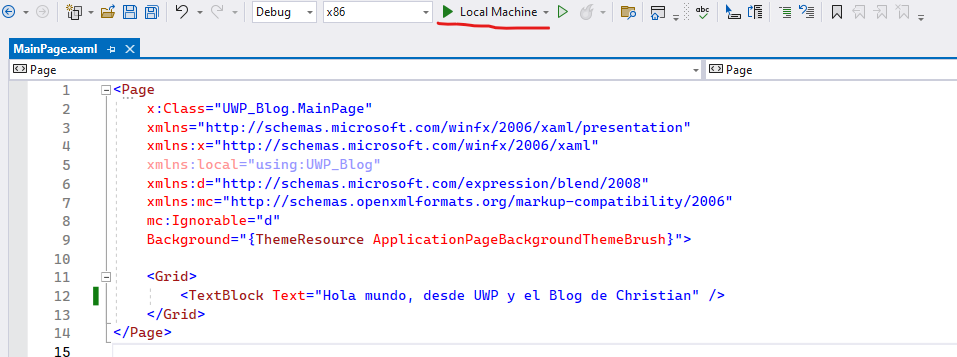 Debug x86 Local Machine abc
MainPage.xaml
Page Page
1 <Page
2 x:Class="UWP_Blog.MainPage"
3 xmlns="http://schemas.microsoft.com/winfx/2006/xaml/presentation"
4 xmlns:x="http://schemas.microsoft.com/winfx/2006/xaml"
5 xmlns:local="using:UWP_Blog"
6 xmlns:d="http://schemas.microsoft.com/expression/blend/2008"
7 xmlns:mc="http://schemas.openxmlformats.org/markup-compatibility/2006"
8 mc:Ignorable="d"
9 Background="{ThemeResource ApplicationPageBackgroundThemeBrush}">
10
11 <Grid>
12 <TextBlock Text="Hola mundo, desde UWP y el Blog de Christian" />
13 </Grid>
14 </Page>
15